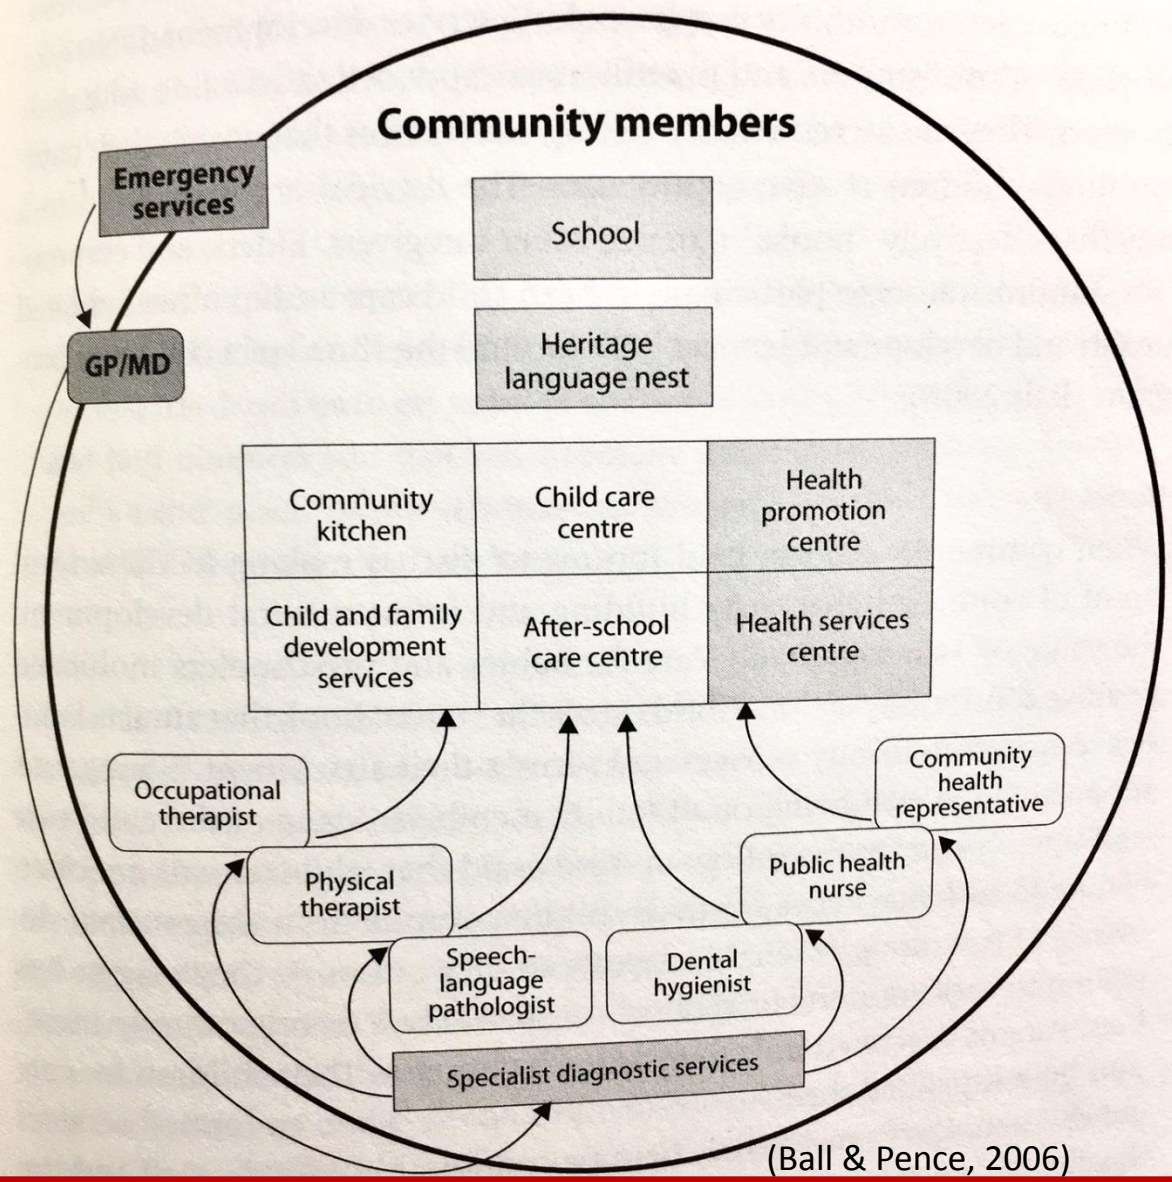 Community members
Emergency
services
School
GP/MD
Heritage
language nest
Community
kitchen
Child care
centre
Health
promotion
centre
Child and family
development
services
After-school
care centre
Health services
centre
Occupational
therapist
Community
health
representative
Physical
therapist
Public health
nurse
Speech-
language
pathologist
Dental
hygienist
Specialist diagnostic services
(Ball & Pence, 2006)